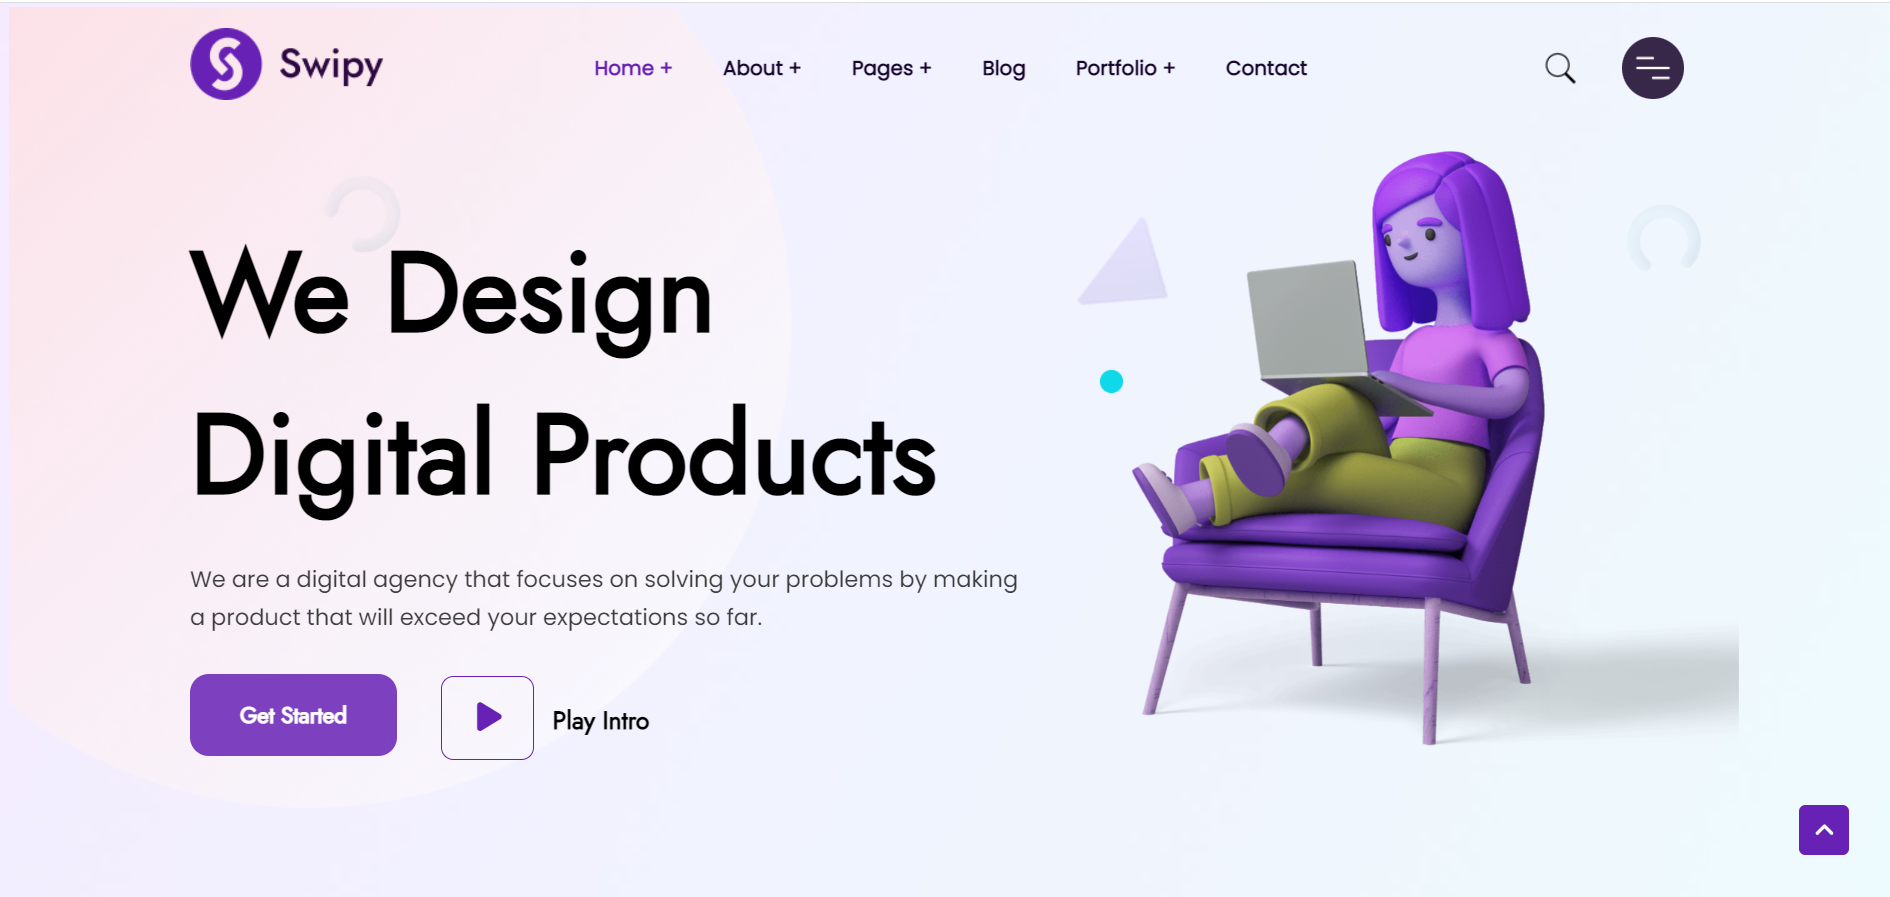 Swipy
Home +
About +
Pages +
Blog
Portfolio +
Contact
We Design
Digital Products
We are a digital agency that focuses on solving your problems by making
a product that will exceed your expectations so far.
Get Started
Play Intro